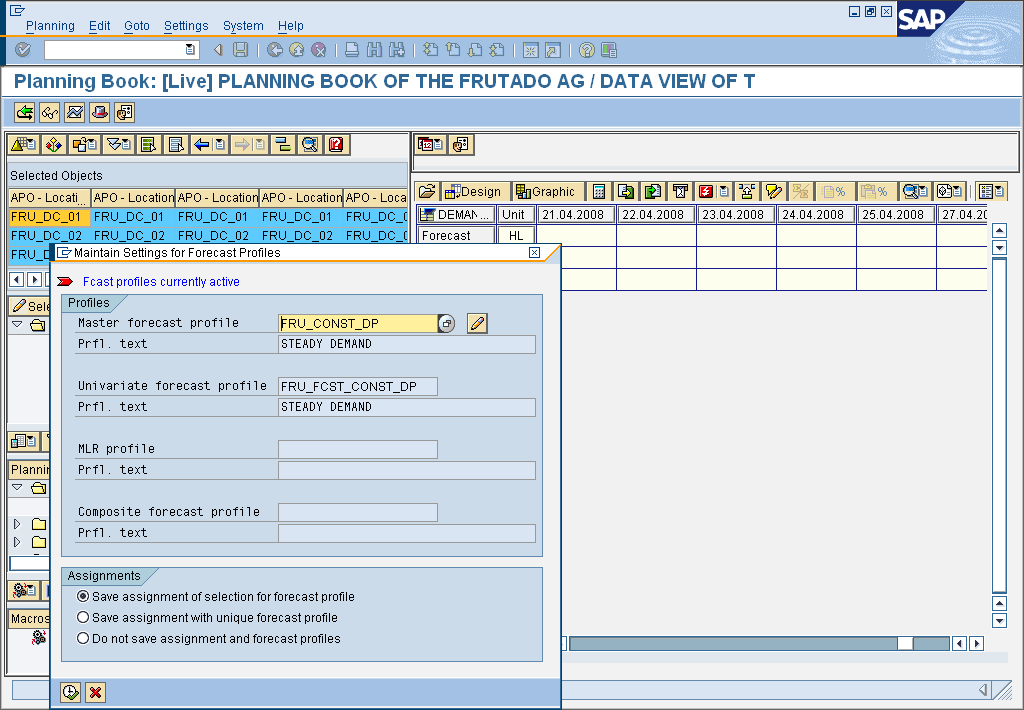 Planning Edit Goto Settings System Help
SAP
Planning Book: [Live] PLANNING BOOK OF THE FRUTADO AG / DATA VIEW OF T
Selected Objects
APO - Locati... APO - Location APO - Location APO - Location APO - Loca
FRU_DC_01 FRU_DC_01 FRU_DC_01 FRU_DC_01 FRU_DC_0
FRU_DC_02 FRU_DC_02 FRU_DC_02 FRU_DC_02 FRU_DC_0
FRU_D
Sele
Plannin
Macros
Design Graphic
DEMAN... Unit 21.04.2008 22.04.2008 23.04.2008 24.04.2008 25.04.2008 27.04.20
Forecast HL
Maintain Settings for Forecast Profiles
Fcast profiles currently active
Profiles
Master forecast profile FRU_CONST_DP
Prfl. text STEADY DEMAND
Univariate forecast profile FRU_FCST_CONST_DP
Prfl. text STEADY DEMAND
MLR profile
Prfl. text
Composite forecast profile
Prfl. text
Assignments
Save assignment of selection for forecast profile
Save assignment with unique forecast profile
Do not save assignment and forecast profiles